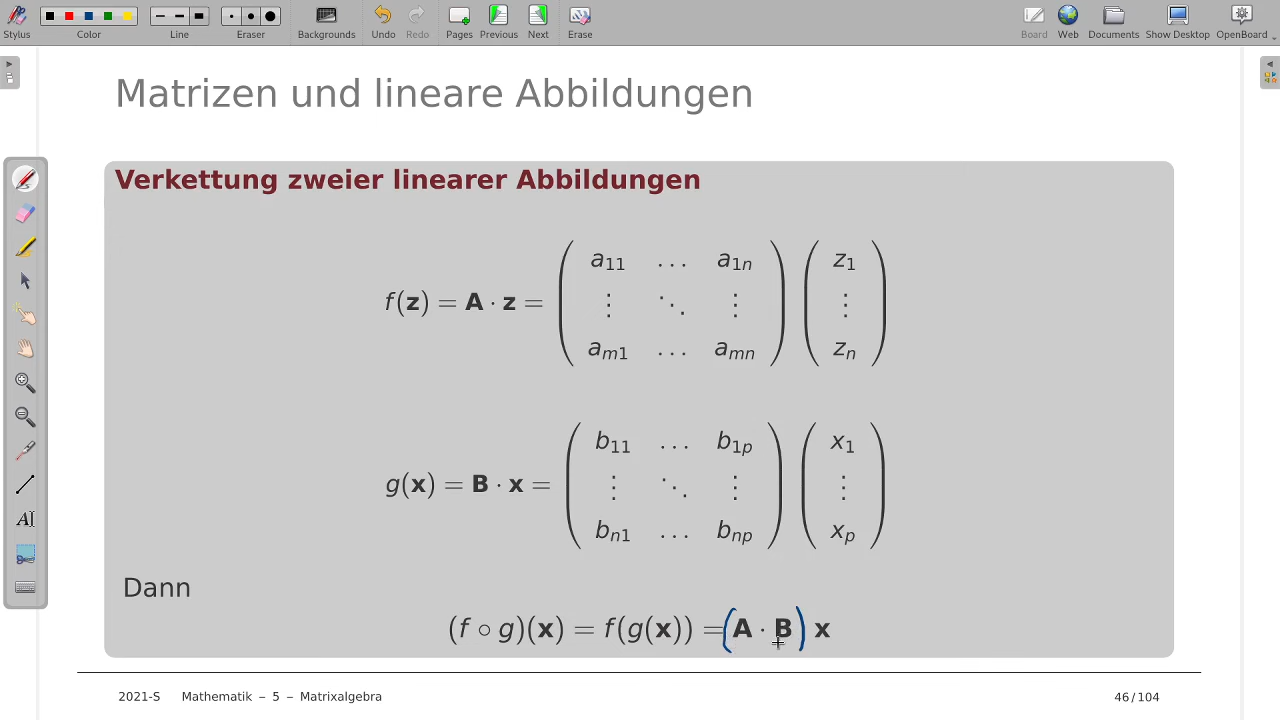 Stylus Color Line Eraser Backgrounds Undo Redo Pages Previous Next Erase Board Web Documents Show Desktop OpenBoard
Matrizen und lineare Abbildungen
Verkettung zweier linearer Abbildungen
f(z) = A · z = ( a11 … a1n ⋮ ⋱ ⋮ am1 … amn ) ( z1 ⋮ zn )
g(x) = B · x = ( b11 … b1p ⋮ ⋱ ⋮ bn1 … bnp ) ( x1 ⋮ xp )
Dann
(f ∘ g)(x) = f(g(x)) = (A · B) x
2021-S Mathematik – 5 – Matrixalgebra 46/104